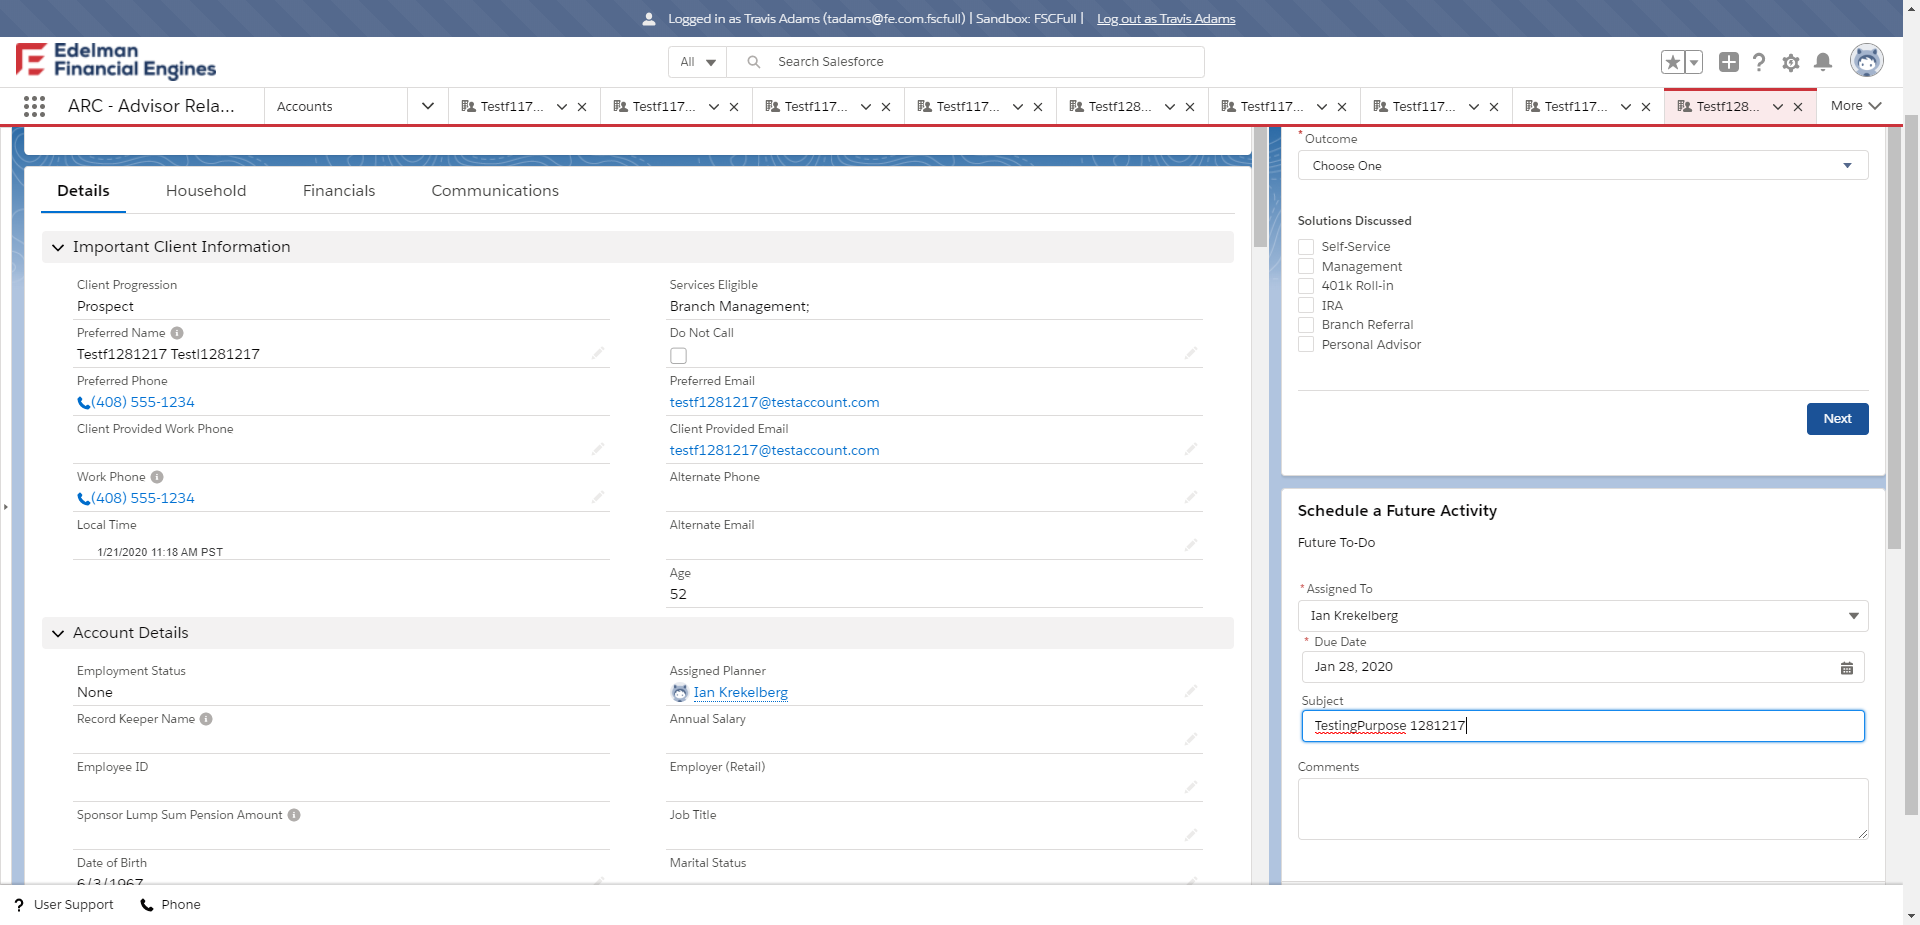 Logged in as Travis Adams (tadams@fe.com.fscfull) | Sandbox: FSCFull | Log out as Travis Adams
Edelman
Financial Engines
All
Search Salesforce
ARC - Advisor Rela...
Accounts
Testf117...
Testf117...
Testf117...
Testf117...
Testf128...
Testf117...
Testf117...
Testf117...
Testf128...
More
Details
Household
Financials
Communications
Important Client Information
Client Progression
Prospect
Services Eligible
Branch Management;
Preferred Name
Testf1281217 Testl1281217
Do Not Call
Preferred Phone
(408) 555-1234
Preferred Email
testf1281217@testaccount.com
Client Provided Work Phone
Client Provided Email
testf1281217@testaccount.com
Work Phone
(408) 555-1234
Alternate Phone
Local Time
1/21/2020 11:18 AM PST
Alternate Email
Age
52
Account Details
Employment Status
None
Assigned Planner
Ian Krekelberg
Record Keeper Name
Annual Salary
Employee ID
Employer (Retail)
Sponsor Lump Sum Pension Amount
Job Title
Date of Birth
6/3/1967
Marital Status
* Outcome
Choose One
Solutions Discussed
Self-Service
Management
401k Roll-in
IRA
Branch Referral
Personal Advisor
Next
Schedule a Future Activity
Future To-Do
* Assigned To
Ian Krekelberg
* Due Date
Jan 28, 2020
Subject
TestingPurpose 1281217
Comments
? User Support
Phone